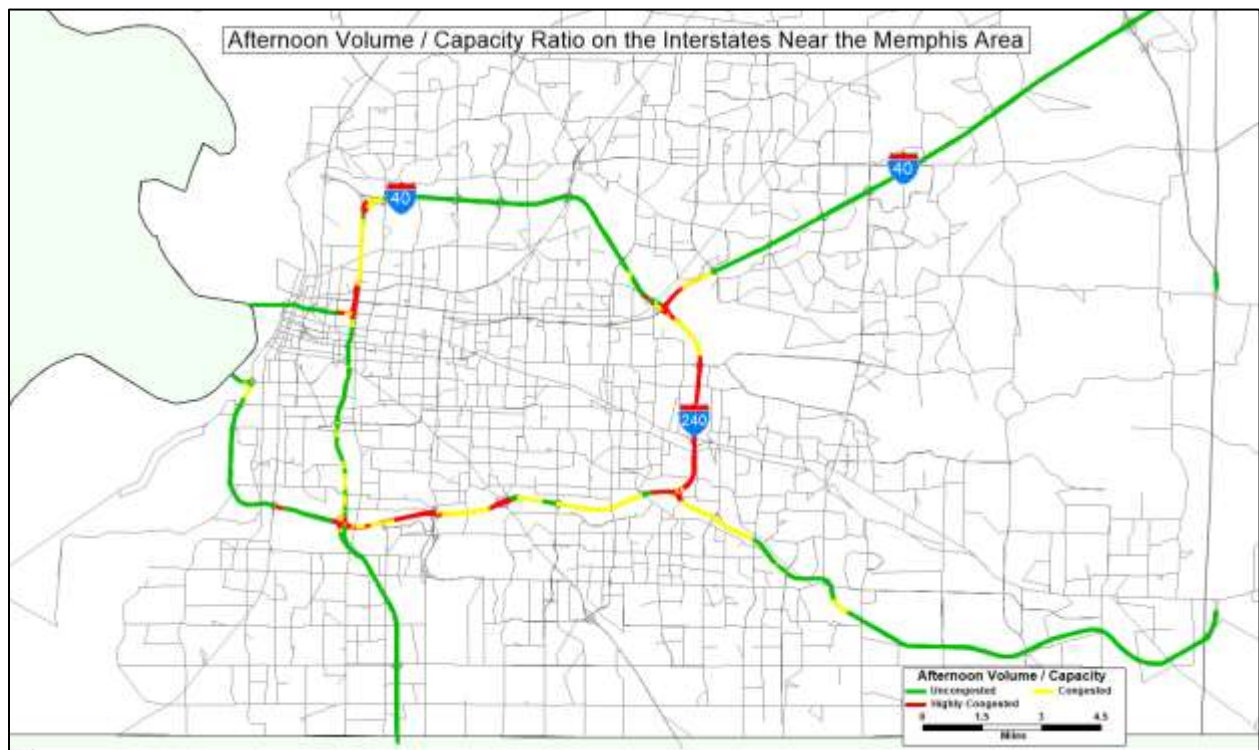 Afternoon Volume / Capacity Ratio on the Interstates Near the Memphis Area
40
40
240
Afternoon Volume / Capacity
Uncongested
Congested
Highly Congested
0 1.5 3 4.5
Miles